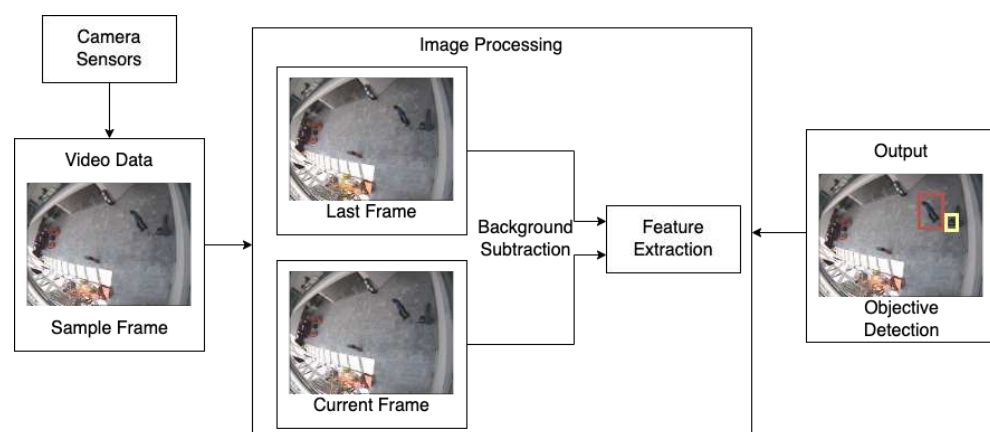 Camera
Sensors
Video Data
Sample Frame
Image Processing
Last Frame
Background
Subtraction
Feature
Extraction
Current Frame
Output
Objective
Detection